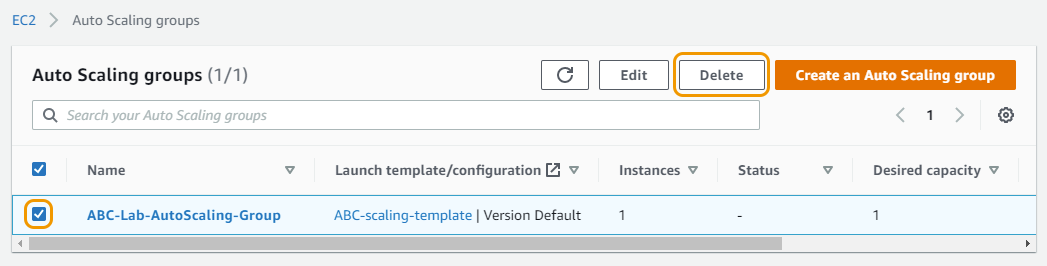 EC2 > Auto Scaling groups
Auto Scaling groups (1/1) Edit Delete Create an Auto Scaling group
Search your Auto Scaling groups 1
Name Launch template/configuration Instances Status Desired capacity
ABC-Lab-AutoScaling-Group ABC-scaling-template | Version Default 1 - 1